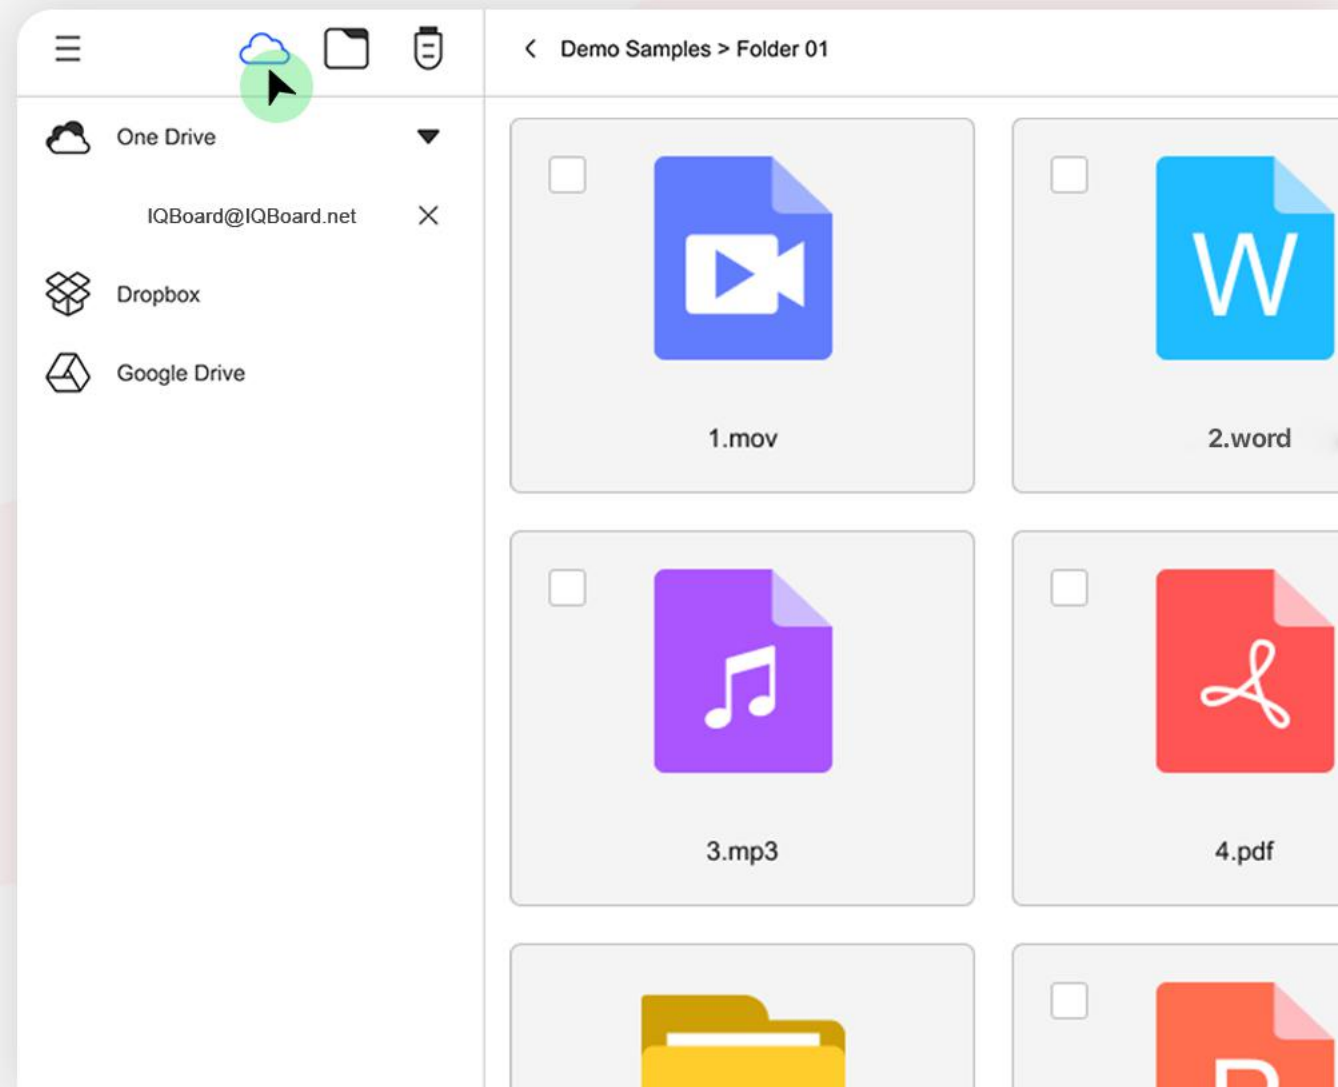 Demo Samples > Folder 01
One Drive
IQBoard@IQBoard.net
Dropbox
Google Drive
W
1.mov
2.word
3.mp3
4.pdf